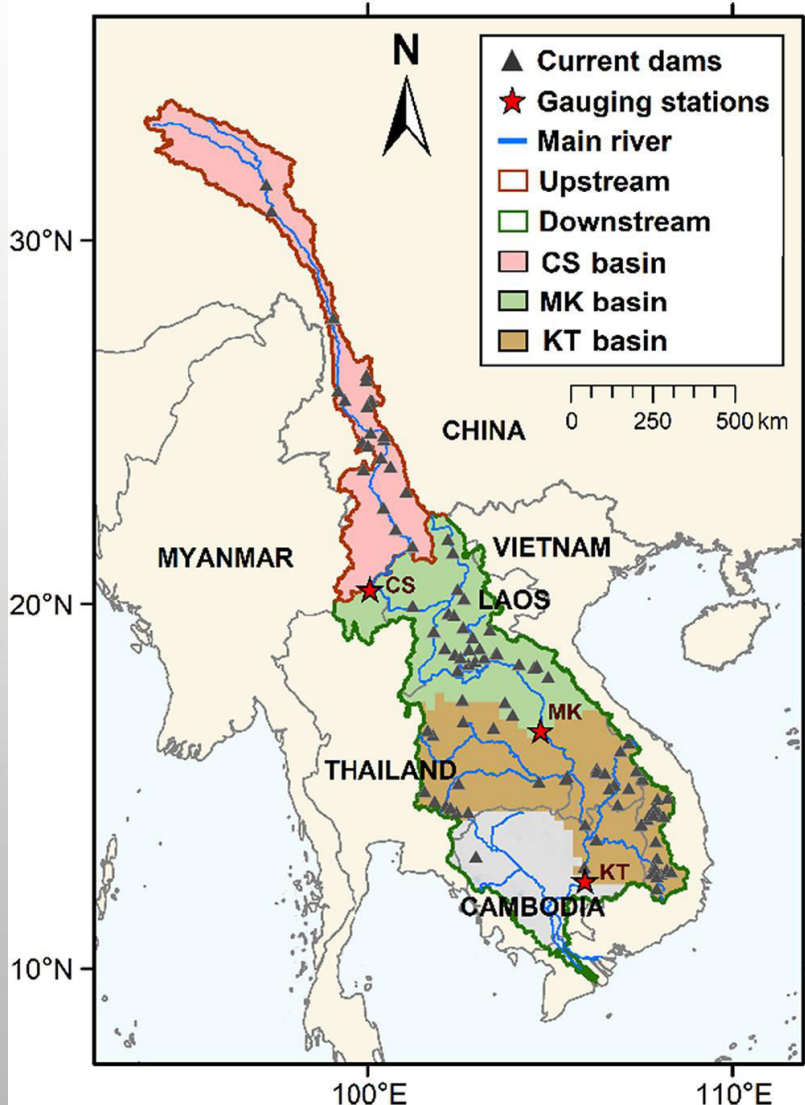 N
Current dams
Gauging stations
Main river
Upstream
Downstream
CS basin
MK basin
KT basin
0 250 500 km
30°N
20°N
10°N
100°E 110°E
CHINA
MYANMAR
VIETNAM
CS
LAOS
MK
THAILAND
KT
CAMBODIA